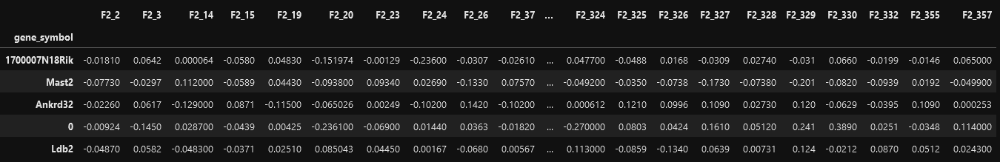 F2_2 F2_3 F2_14 F2_15 F2_19 F2_20 F2_23 F2_24 F2_26 F2_37 ... F2_324 F2_325 F2_326 F2_327 F2_328 F2_329 F2_330 F2_332 F2_355 F2_357
gene_symbol
1700007N18Rik -0.01810 0.0642 0.000064 -0.0580 0.04830 -0.151974 -0.00129 -0.23600 -0.0307 -0.02610 ... 0.047700 -0.0488 0.0168 -0.0309 0.02740 -0.031 0.0660 -0.0199 -0.0146 0.065000
Mast2 -0.07730 -0.0297 0.112000 -0.0589 0.04430 -0.093800 0.09340 0.02690 -0.1330 0.07570 ... -0.049200 -0.0350 -0.0738 -0.1730 -0.07380 -0.201 -0.0820 -0.0939 0.0192 -0.049900
Ankrd32 -0.02260 0.0617 -0.129000 0.0871 -0.11500 -0.065026 0.00249 -0.10200 0.1420 -0.10200 ... 0.000612 0.1210 0.0996 0.1090 0.02730 0.120 -0.0629 -0.0395 0.1090 0.000253
0 -0.00924 -0.1450 0.028700 -0.0439 0.00425 -0.236100 -0.06900 0.01440 0.0363 -0.01820 ... -0.270000 0.0803 0.0424 0.1610 0.05120 0.241 0.3890 0.0251 -0.0348 0.114000
Ldb2 -0.04870 0.0582 -0.048300 -0.0371 0.02510 0.085043 0.04450 0.00167 -0.0680 0.00567 ... 0.113000 -0.0859 -0.1340 0.0639 0.00731 0.124 -0.0212 0.0870 0.0512 0.024300